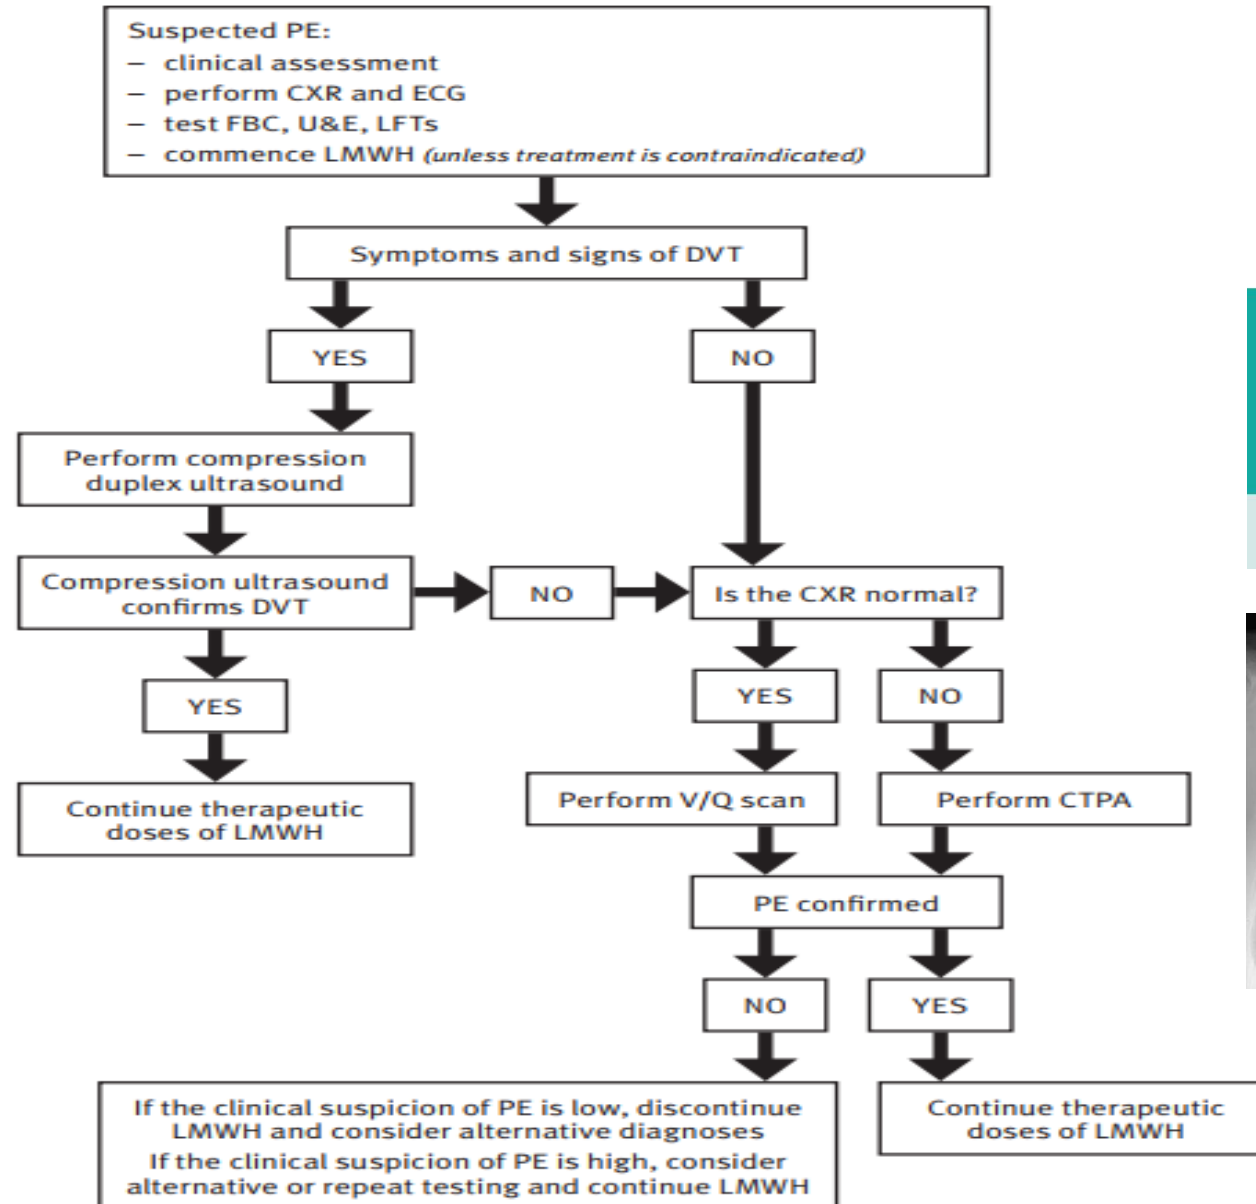 Suspected PE:
– clinical assessment
– perform CXR and ECG
– test FBC, U&E, LFTs
– commence LMWH (unless treatment is contraindicated)
Symptoms and signs of DVT
YES
NO
Perform compression
duplex ultrasound
Compression ultrasound
confirms DVT
NO
Is the CXR normal?
YES
YES
NO
Continue therapeutic
doses of LMWH
Perform V/Q scan
Perform CTPA
PE confirmed
NO
YES
If the clinical suspicion of PE is low, discontinue
LMWH and consider alternative diagnoses
If the clinical suspicion of PE is high, consider
alternative or repeat testing and continue LMWH
Continue therapeutic
doses of LMWH